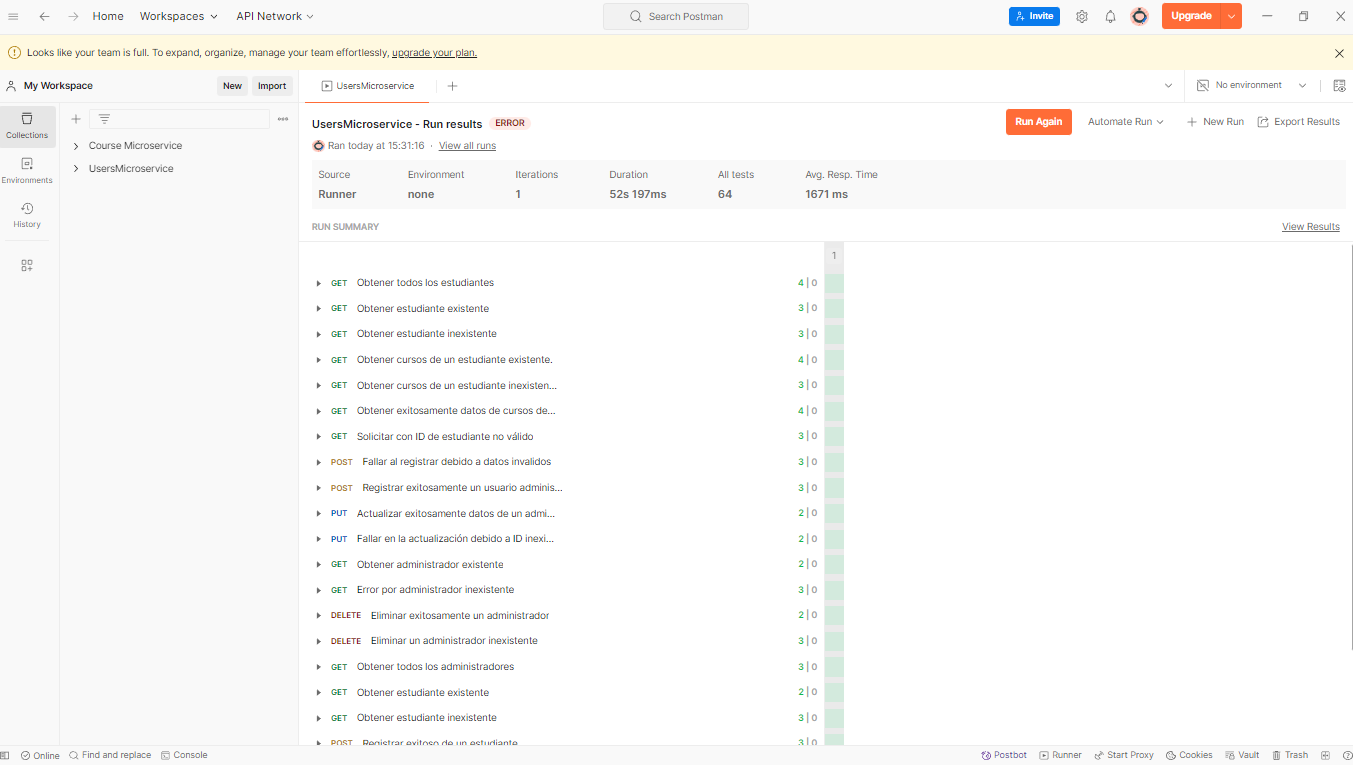 Home Workspaces API Network Search Postman Invite Upgrade
Looks like your team is full. To expand, organize, manage your team effortlessly, upgrade your plan.
My Workspace New Import UsersMicroservice No environment
Collections
Environments
History
Course Microservice
UsersMicroservice
UsersMicroservice - Run results ERROR Run Again Automate Run New Run Export Results
Ran today at 15:31:16 · View all runs
Source Environment Iterations Duration All tests Avg. Resp. Time
Runner none 1 52s 197ms 64 1671 ms
RUN SUMMARY View Results
1
GET Obtener todos los estudiantes 4 | 0
GET Obtener estudiante existente 3 | 0
GET Obtener estudiante inexistente 3 | 0
GET Obtener cursos de un estudiante existente. 4 | 0
GET Obtener cursos de un estudiante inexisten... 3 | 0
GET Obtener exitosamente datos de cursos de... 4 | 0
GET Solicitar con ID de estudiante no válido 3 | 0
POST Fallar al registrar debido a datos invalidos 3 | 0
POST Registrar exitosamente un usuario adminis... 3 | 0
PUT Actualizar exitosamente datos de un admi... 2 | 0
PUT Fallar en la actualización debido a ID inexi... 2 | 0
GET Obtener administrador existente 2 | 0
GET Error por administrador inexistente 3 | 0
DELETE Eliminar exitosamente un administrador 2 | 0
DELETE Eliminar un administrador inexistente 3 | 0
GET Obtener todos los administradores 3 | 0
GET Obtener estudiante existente 2 | 0
GET Obtener estudiante inexistente 3 | 0
POST Registrar exitoso de un estudiante 3 | 0
Online Find and replace Console Postbot Runner Start Proxy Cookies Vault Trash